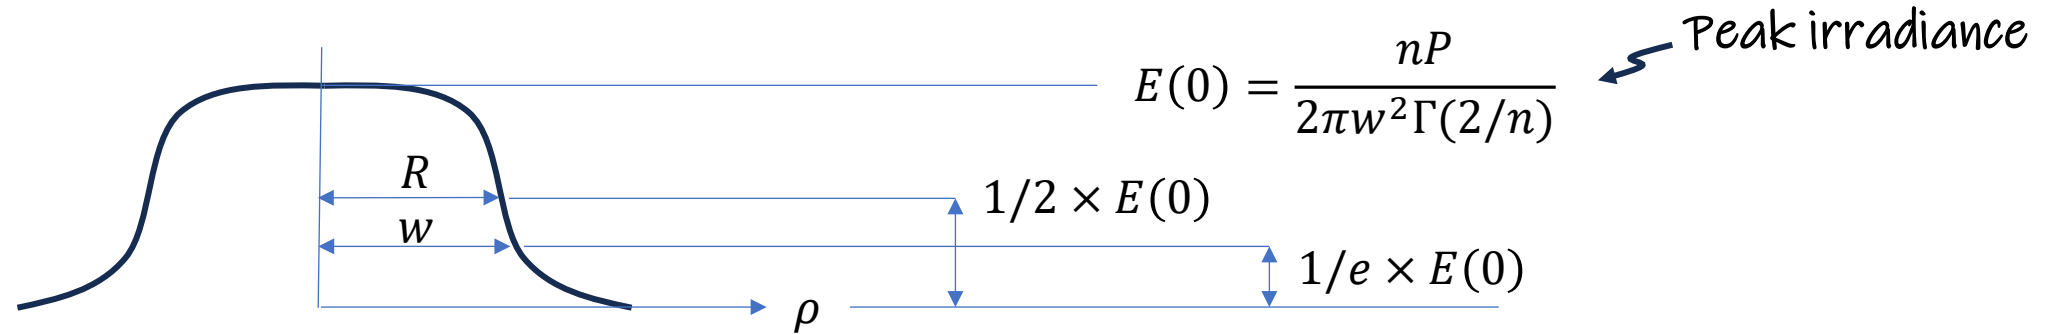 Peak irradiance
E(0) = nP / 2πw²Γ(2/n)
R
1/2 × E(0)
w
1/e × E(0)
ρ